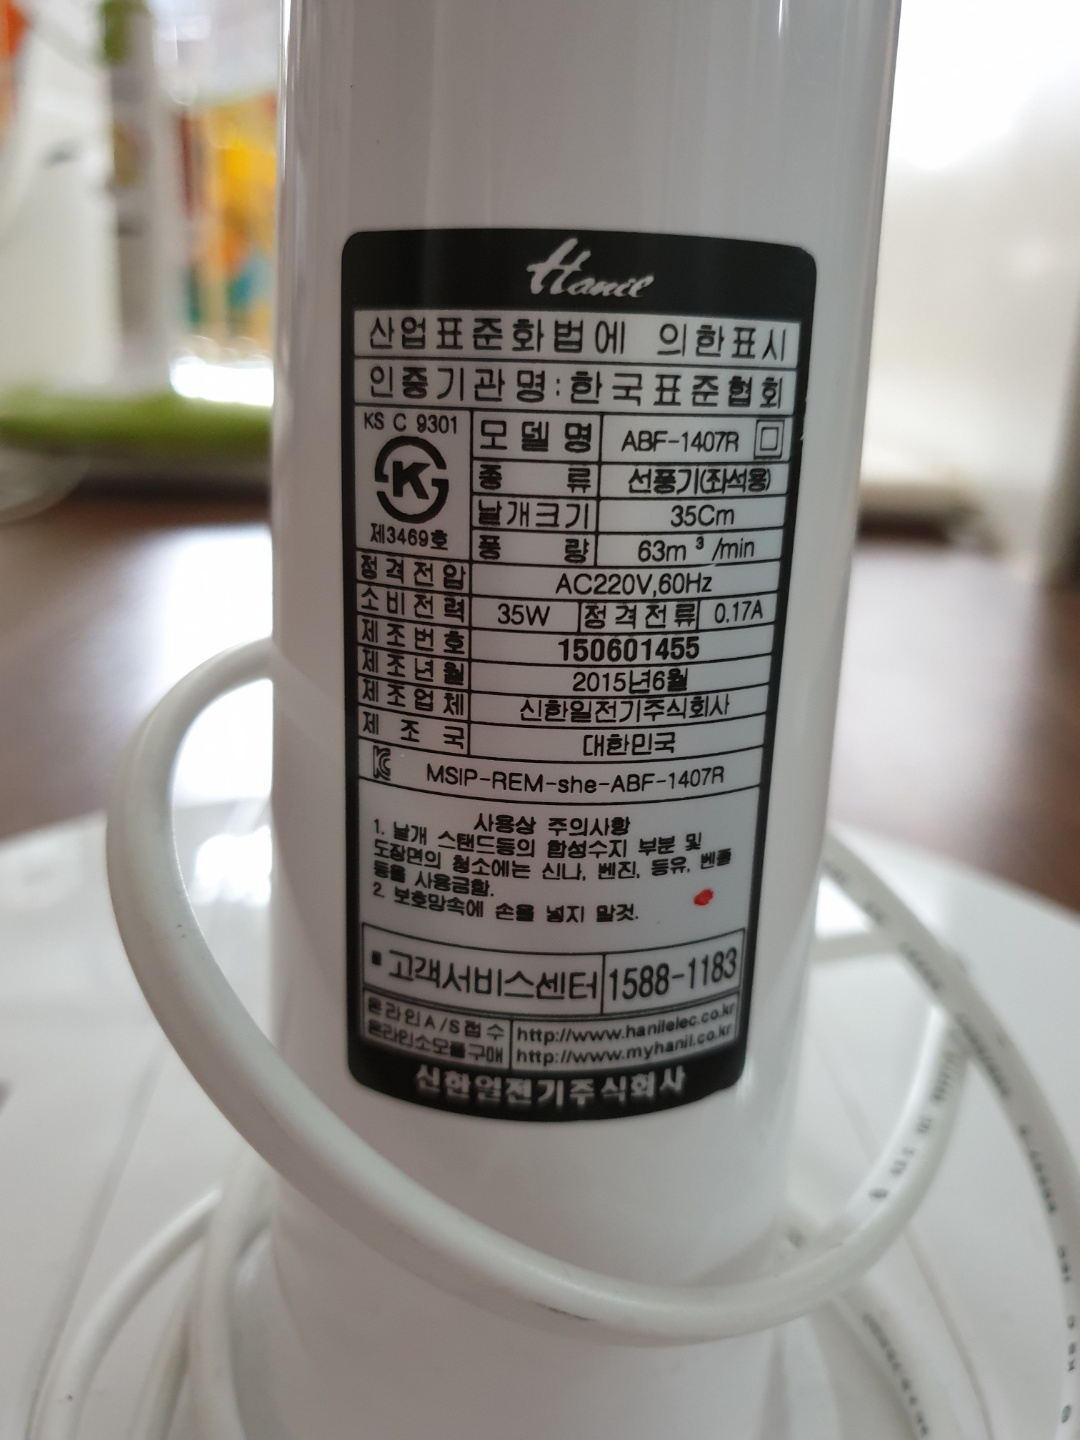 Hanil
산업표준화법에 의한표시
인증기관명:한국표준협회
KS C 9301
K
제3469호
모델명 ABF-1407R
종 류 선풍기(좌석용)
날개크기 35Cm
풍 량 63m³/min
정격전압 AC220V,60Hz
소비전력 35W 정격전류 0.17A
제조번호 150601455
제조년월 2015년6월
제조업체 신한일전기주식회사
제 조 국 대한민국
MSIP-REM-she-ABF-1407R
사용상 주의사항
1. 날개 스탠드등의 합성수지 부분 및
도장면의 청소에는 신나, 벤진, 등유, 벤졸
등을 사용금함.
2. 보호망속에 손을 넣지 말것.
고객서비스센터 1588-1183
온라인A/S접수 http://www.hanilelec.co.kr
온라인소모품구매 http://www.myhanil.co.kr
신한일전기주식회사